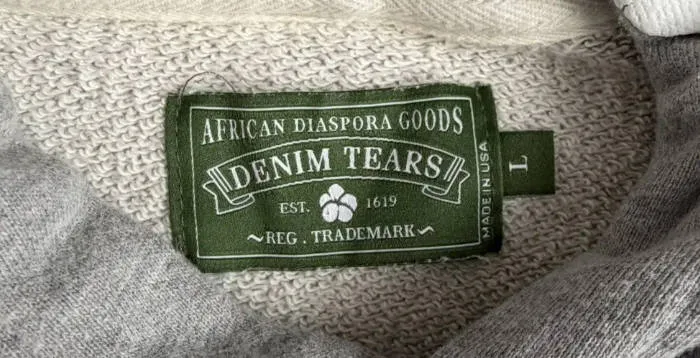 AFRICAN DIASPORA GOODS
DENIM TEARS
EST. 1619
~REG. TRADEMARK~
MADE IN USA
L